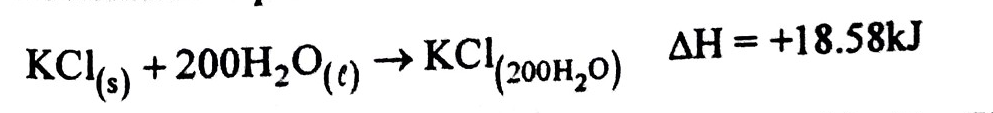 KCl(s) + 200H₂O(ℓ) → KCl(200H₂O) ΔH = +18.58kJ